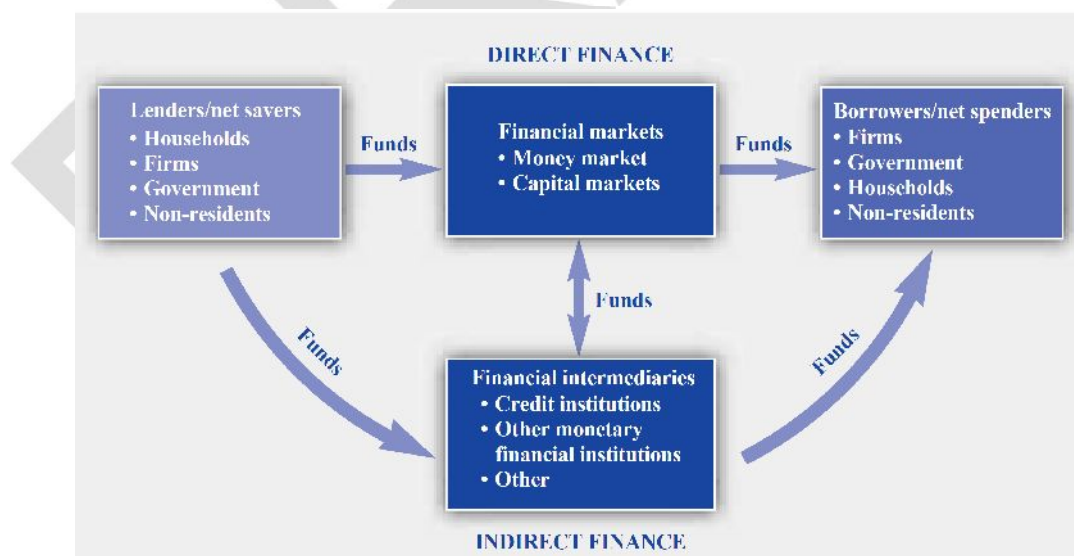 DIRECT FINANCE
Lenders/net savers
• Households
• Firms
• Government
• Non-residents
Funds
Financial markets
• Money market
• Capital markets
Funds
Borrowers/net spenders
• Firms
• Government
• Households
• Non-residents
Funds
Funds
Funds
Financial intermediaries
• Credit institutions
• Other monetary
financial institutions
• Other
INDIRECT FINANCE